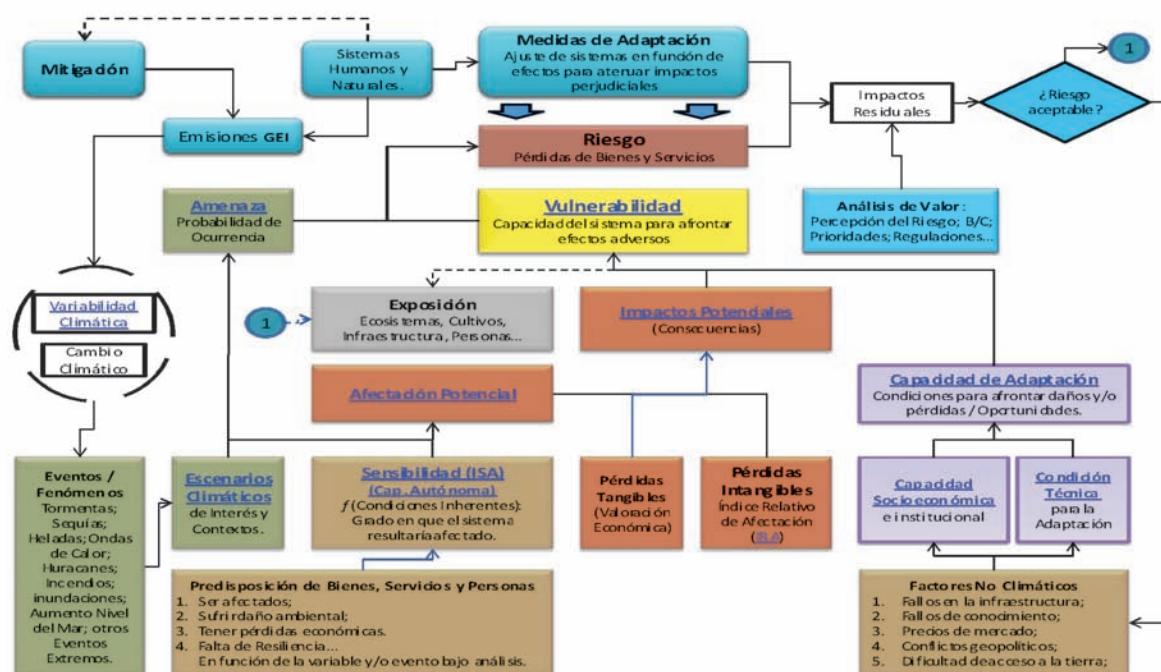 Mitigación
Sistemas
Humanos y
Naturales.
Medidas de Adaptación
Ajuste de sistemas en función de
efectos para atenuar impactos
perjudiciales
1
¿Riesgo
aceptable?
Impactos
Residuales
Emisiones GEI
Riesgo
Pérdidas de Bienes y Servicios
Amenaza
Probabilidad de
Ocurrencia
Vulnerabilidad
Capacidad del sistema para afrontar
efectos adversos
Análisis de Valor:
Percepción del Riesgo; B/C;
Prioridades; Regulaciones...
Variabilidad
Climática
Cambio
Climático
1
Exposición
Ecosistemas, Cultivos,
Infraestructura, Personas...
Impactos Potenciales
(Consecuencias)
Afectación Potencial
Capacidad de Adaptación
Condiciones para afrontar daños y/o
pérdidas / Oportunidades.
Eventos /
Fenómenos
Tormentas;
Sequías;
Heladas; Ondas
de Calor;
Huracanes;
Incendios;
inundaciones;
Aumento Nivel
del Mar; otros
Eventos
Extremos.
Escenarios
Climáticos
de Interés y
Contextos.
Sensibilidad (ISA)
(Cap. Autónoma)
f (Condiciones Inherentes):
Grado en que el sistema
resultaría afectado.
Pérdidas
Tangibles
(Valoración
Económica)
Pérdidas
Intangibles
Índice Relativo
de Afectación
(IRA)
Capacidad
Socioeconómica
e institucional
Condición
Técnica
para la
Adaptación
Predisposición de Bienes, Servicios y Personas
1. Ser afectados;
2. Sufrir daño ambiental;
3. Tener pérdidas económicas.
4. Falta de Resiliencia...
En función de la variable y/o evento bajo análisis.
Factores No Climáticos
1. Fallos en la infraestructura;
2. Fallos de conocimiento;
3. Precios de mercado;
4. Conflictos geopolíticos;
5. Dificultad de acceso a la tierra;